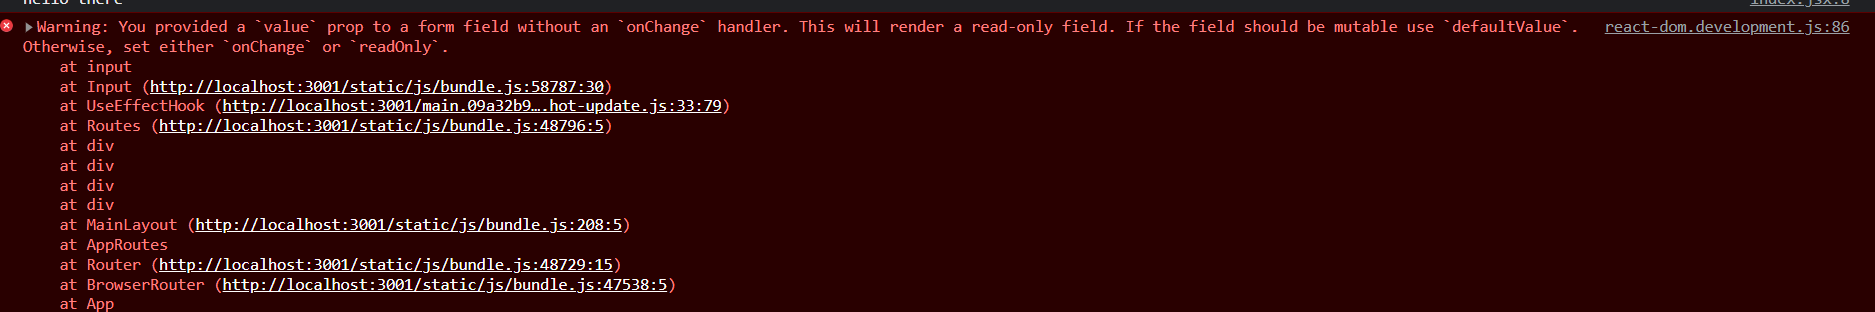 hello there index.jsx:8
Warning: You provided a `value` prop to a form field without an `onChange` handler. This will render a read-only field. If the field should be mutable use `defaultValue`. react-dom.development.js:86
Otherwise, set either `onChange` or `readOnly`.
at input
at Input (http://localhost:3001/static/js/bundle.js:58787:30)
at UseEffectHook (http://localhost:3001/main.09a32b9….hot-update.js:33:79)
at Routes (http://localhost:3001/static/js/bundle.js:48796:5)
at div
at div
at div
at div
at MainLayout (http://localhost:3001/static/js/bundle.js:208:5)
at AppRoutes
at Router (http://localhost:3001/static/js/bundle.js:48729:15)
at BrowserRouter (http://localhost:3001/static/js/bundle.js:47538:5)
at App